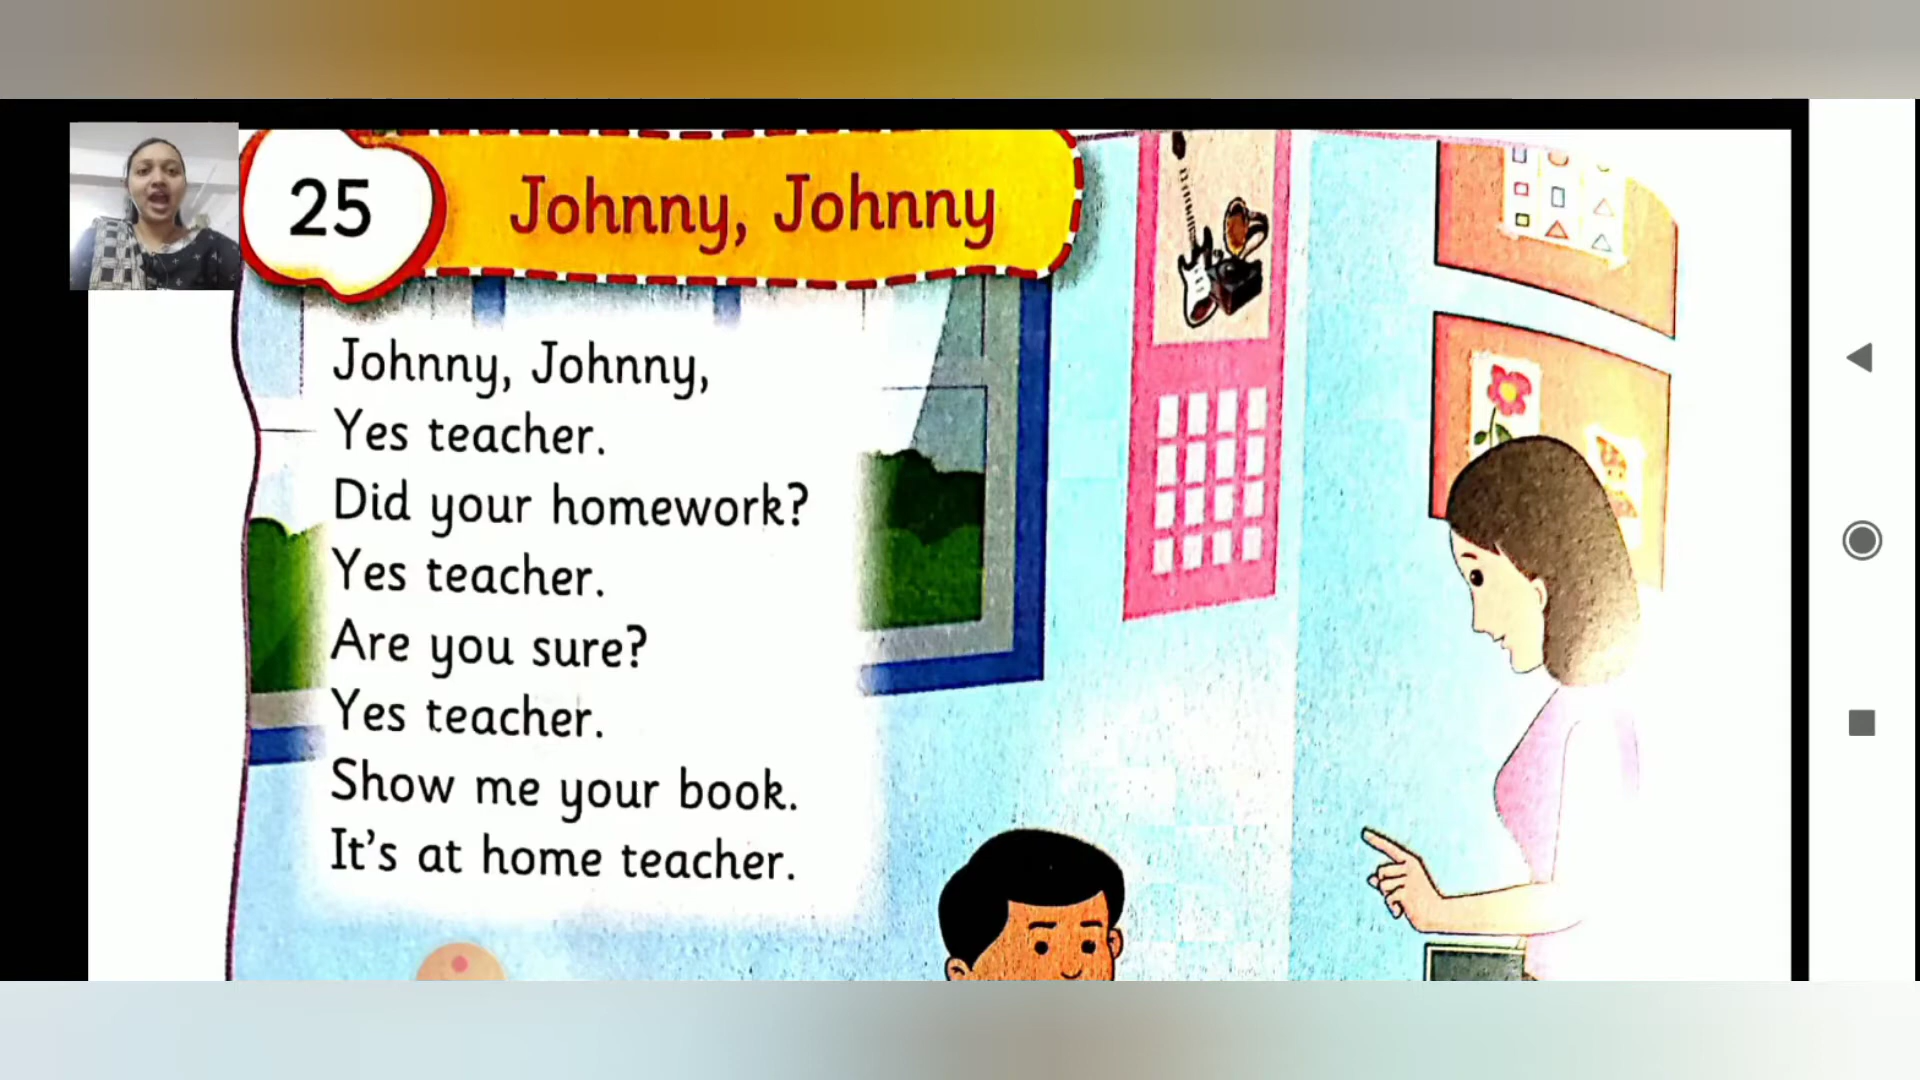 25
Johnny, Johnny
Johnny, Johnny,
Yes teacher.
Did your homework?
Yes teacher.
Are you sure?
Yes teacher.
Show me your book.
It's at home teacher.